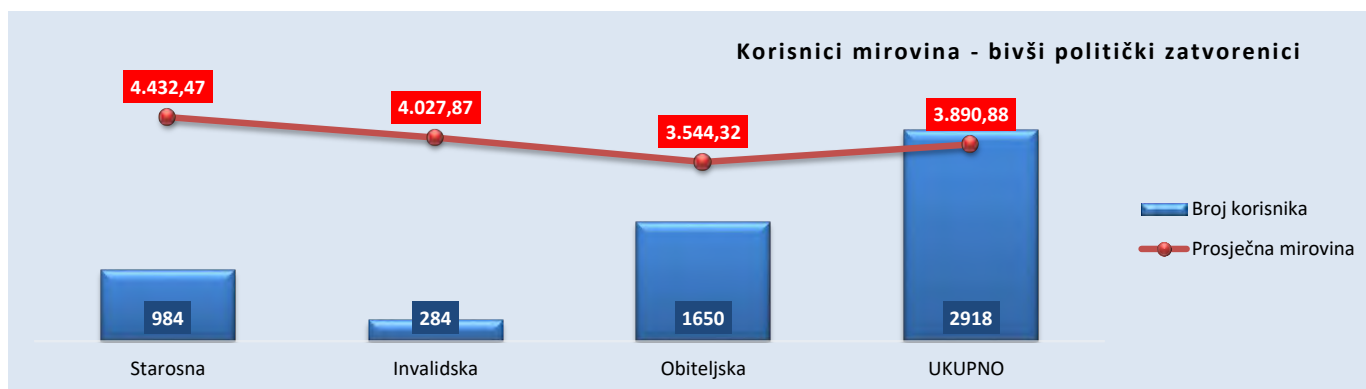 Korisnici mirovina - bivši politički zatvorenici
4.432,47
4.027,87
3.544,32
3.890,88
Broj korisnika
Prosječna mirovina
984
284
1650
2918
Starosna
Invalidska
Obiteljska
UKUPNO